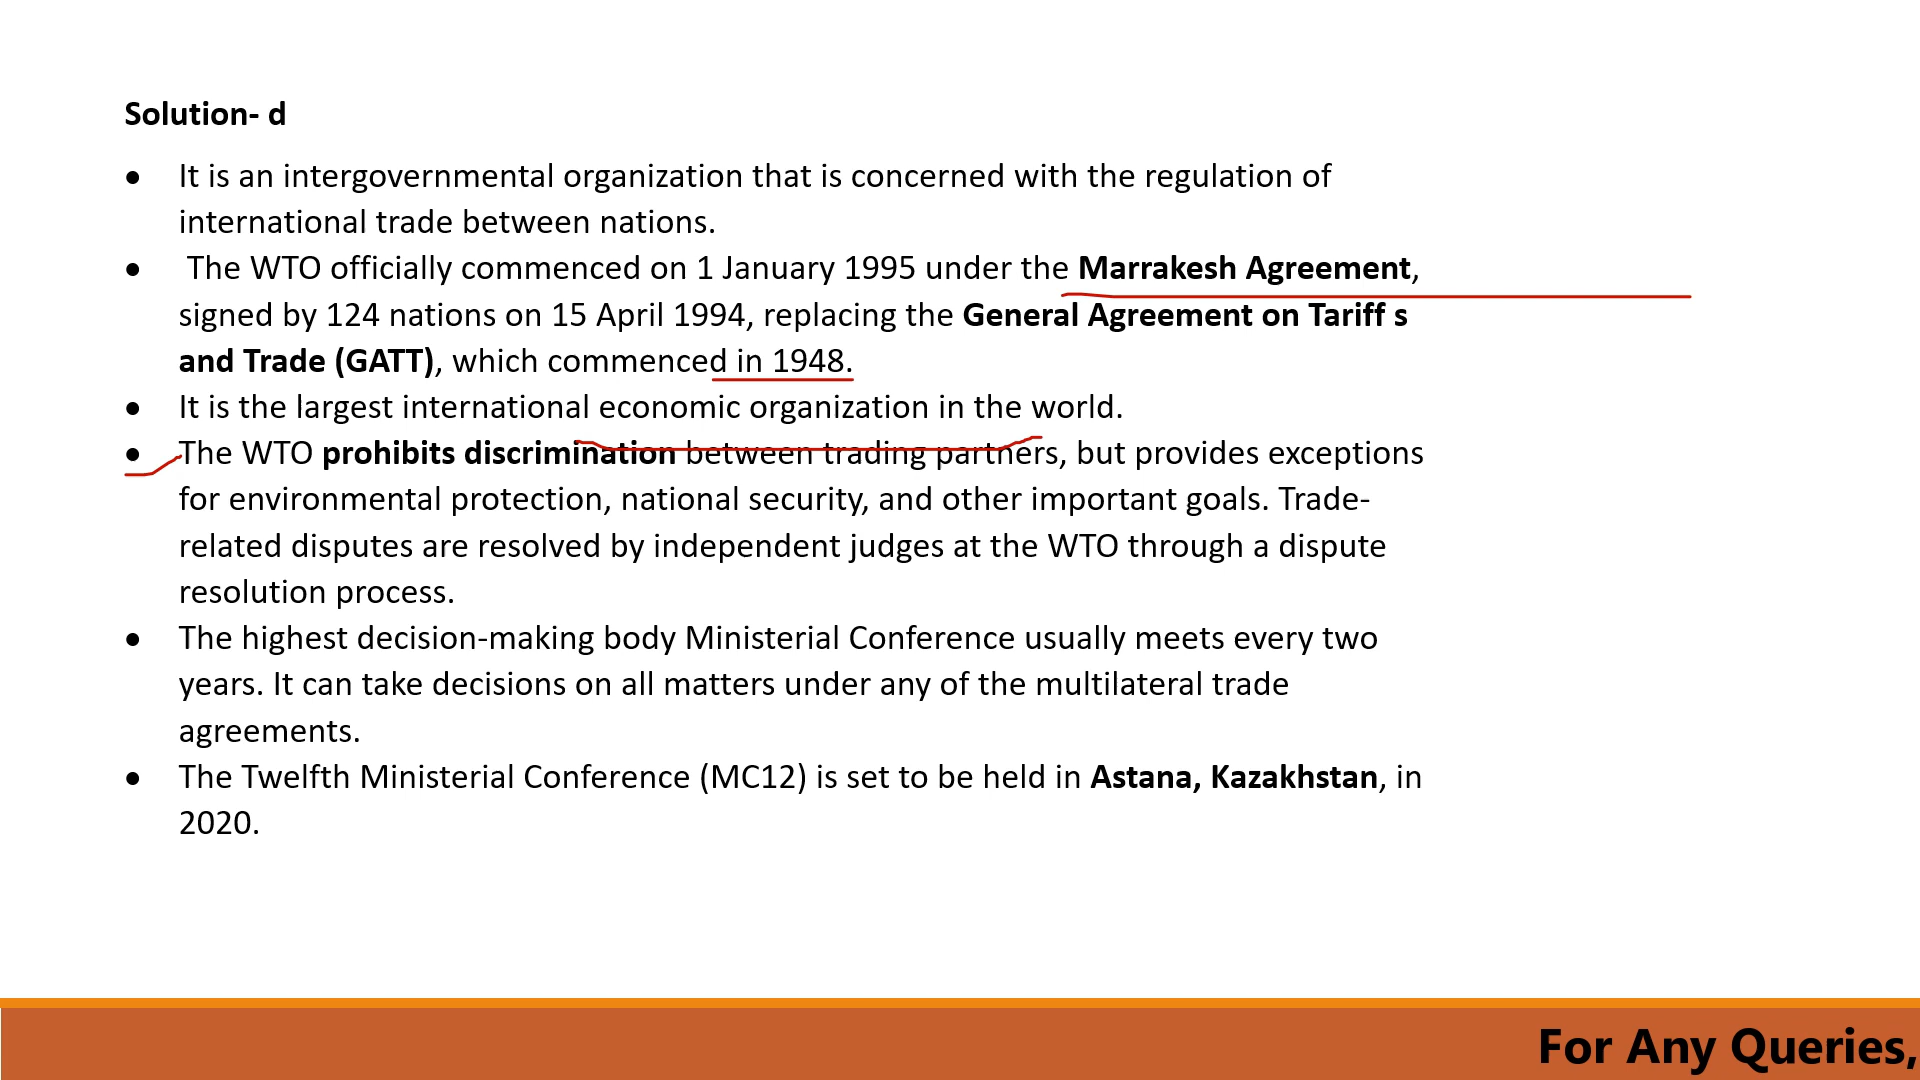 Solution- d
• It is an intergovernmental organization that is concerned with the regulation of
international trade between nations.
• The WTO officially commenced on 1 January 1995 under the Marrakesh Agreement,
signed by 124 nations on 15 April 1994, replacing the General Agreement on Tariff s
and Trade (GATT), which commenced in 1948.
• It is the largest international economic organization in the world.
• The WTO prohibits discrimination between trading partners, but provides exceptions
for environmental protection, national security, and other important goals. Trade-
related disputes are resolved by independent judges at the WTO through a dispute
resolution process.
• The highest decision-making body Ministerial Conference usually meets every two
years. It can take decisions on all matters under any of the multilateral trade
agreements.
• The Twelfth Ministerial Conference (MC12) is set to be held in Astana, Kazakhstan, in
2020.
For Any Queries,